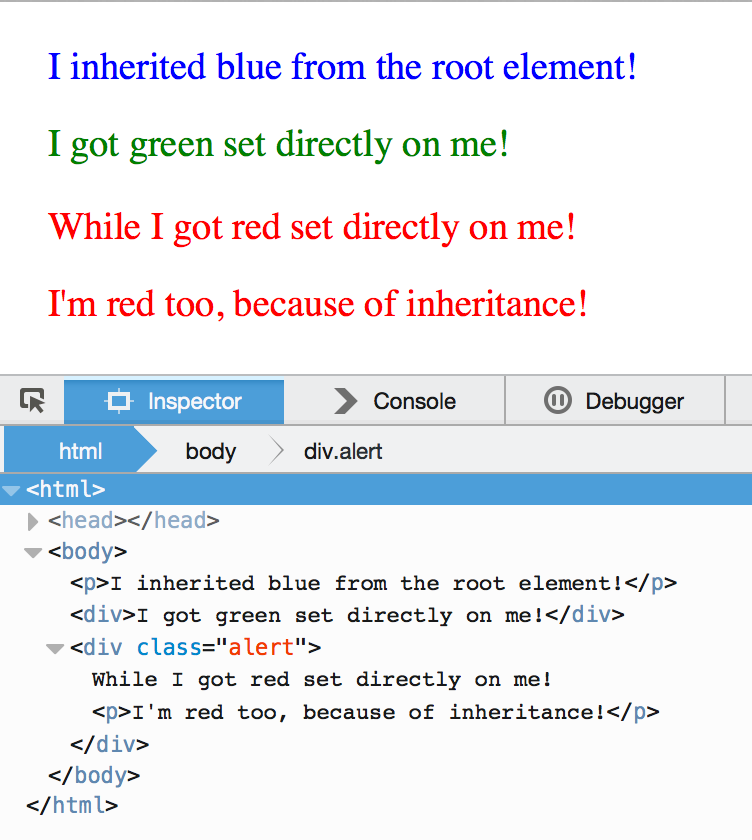 I inherited blue from the root element!
I got green set directly on me!
While I got red set directly on me!
I'm red too, because of inheritance!
Inspector Console Debugger
html body div.alert
<html>
<head></head>
<body>
<p>I inherited blue from the root element!</p>
<div>I got green set directly on me!</div>
<div class="alert">
While I got red set directly on me!
<p>I'm red too, because of inheritance!</p>
</div>
</body>
</html>